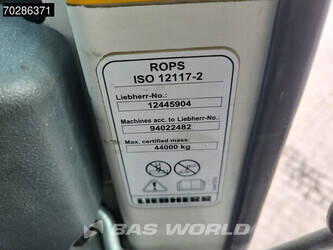 70286371
ROPS
ISO 12117-2
Liebherr-No.:
12445904
Machines acc. to Liebherr-No.:
94022482
Max. certified mass:
44000 kg
LIEBHERR
BAS WORLD